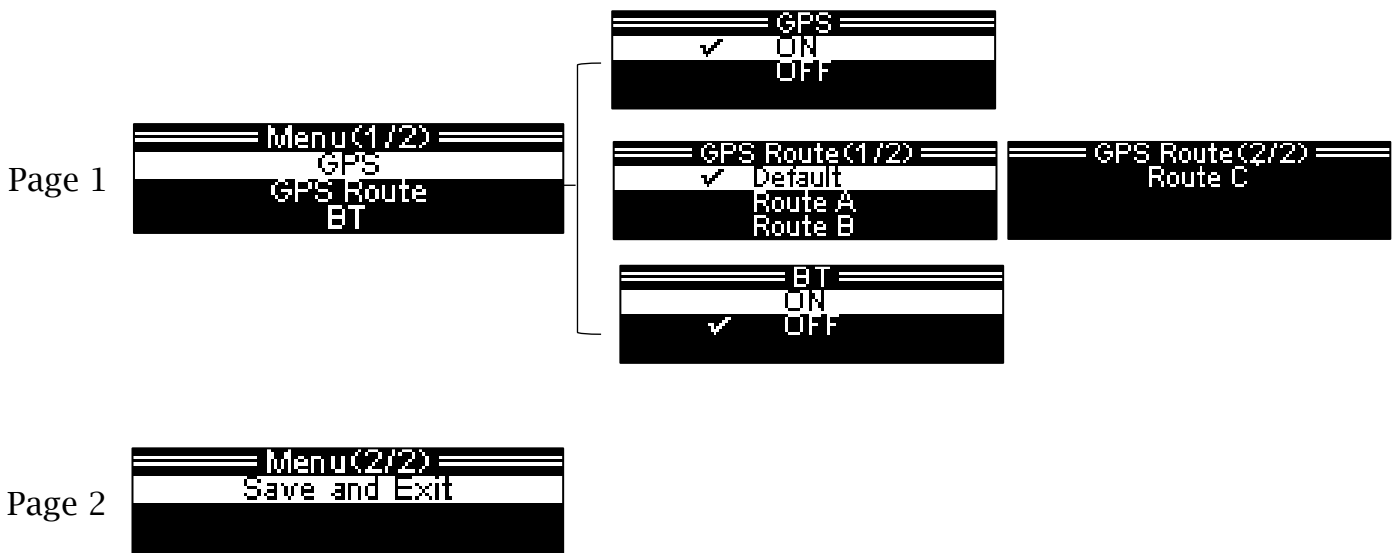 GPS
✓ ON
OFF
Page 1
Menu(1/2)
GPS
GPS Route
BT
GPS Route(1/2)
✓ Default
Route A
Route B
GPS Route(2/2)
Route C
BT
ON
✓ OFF
Page 2
Menu(2/2)
Save and Exit